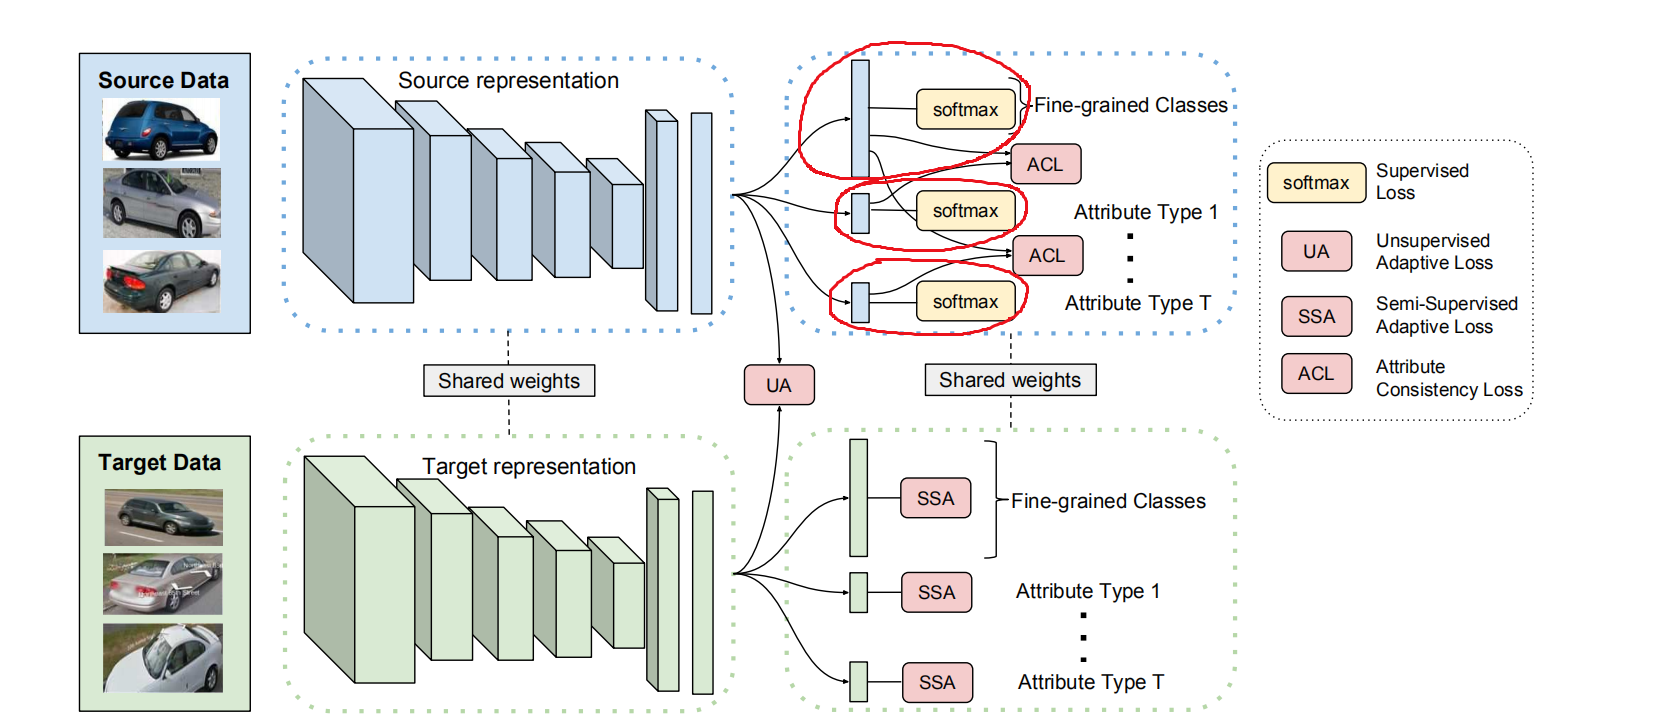 Source Data
Source representation
softmax
Fine-grained Classes
ACL
softmax
Attribute Type 1
ACL
softmax
Attribute Type T
Shared weights
UA
Shared weights
Target Data
Target representation
SSA
Fine-grained Classes
SSA
Attribute Type 1
SSA
Attribute Type T
softmax
Supervised
Loss
UA
Unsupervised
Adaptive Loss
SSA
Semi-Supervised
Adaptive Loss
ACL
Attribute
Consistency Loss